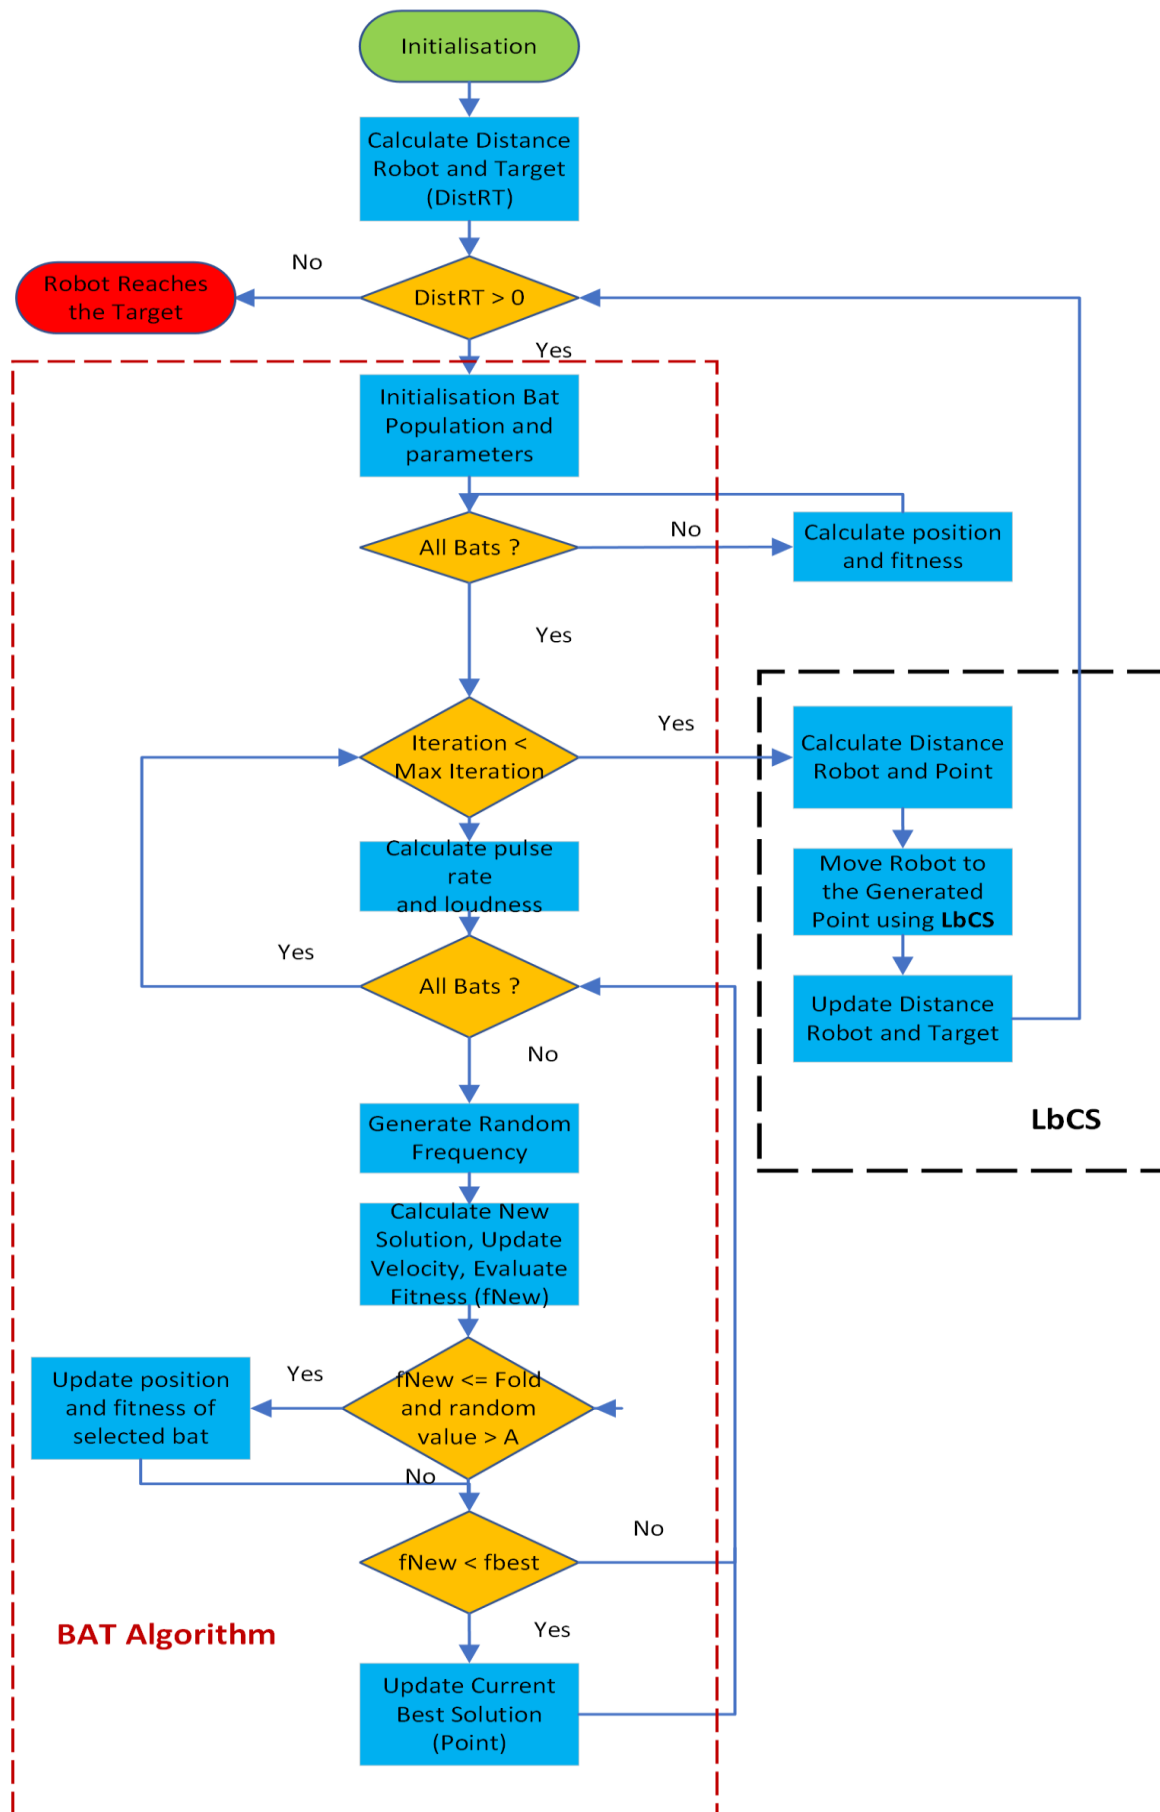 Initialisation
Calculate Distance
Robot and Target
(DistRT)
No
Robot Reaches
the Target
DistRT > 0
Yes
Initialisation Bat
Population and
parameters
All Bats ?
No
Calculate position
and fitness
Yes
Iteration <
Max Iteration
Yes
Calculate Distance
Robot and Point
Calculate pulse
rate
and loudness
Move Robot to
the Generated
Point using LbCS
Yes
All Bats ?
Update Distance
Robot and Target
No
LbCS
Generate Random
Frequency
Calculate New
Solution, Update
Velocity, Evaluate
Fitness (fNew)
Update position
and fitness of
selected bat
Yes
fNew <= Fold
and random
value > A
No
fNew < fbest
No
Yes
BAT Algorithm
Update Current
Best Solution
(Point)